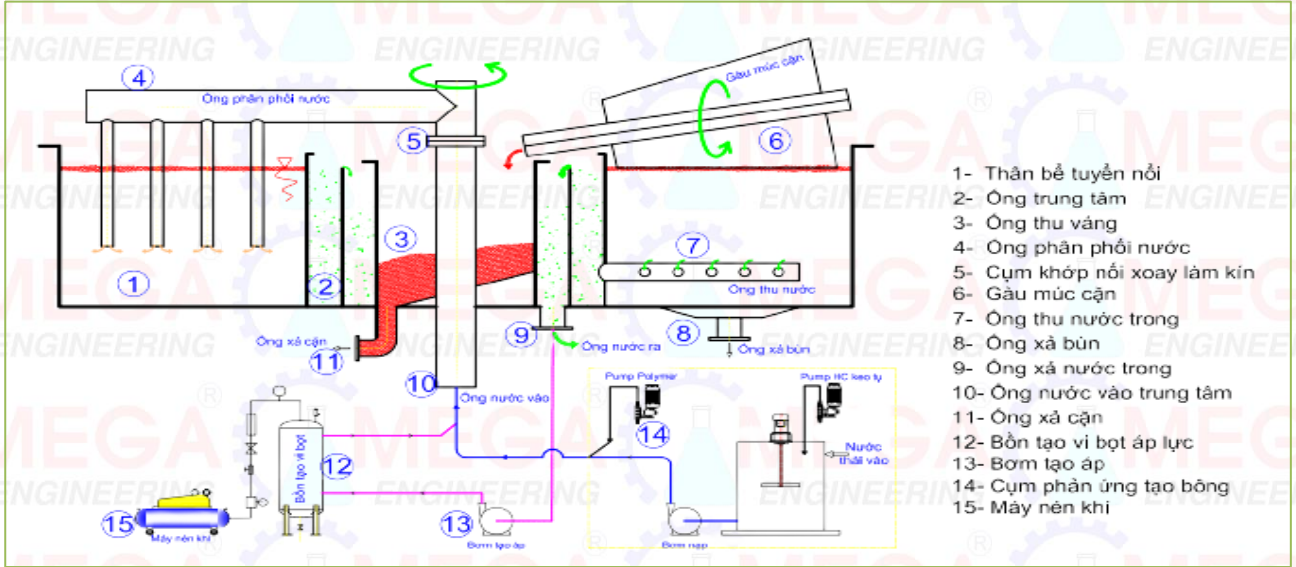 MEGA
ENGINEERING
®
4
Ống phân phối nước
5
Gàu múc cặn
6
1
2
3
7
Ống thu nước
9
Ống nước ra
8
Ống xả bùn
Ống xả cặn
11
10
Ống nước vào
Pump Polymer
14
Pump HC keo tụ
Nước
thải vào
Bồn tạo vi bọt
12
15
Máy nén khí
13
Bơm tạo áp
Bơm nạp
1- Thân bể tuyển nổi
2- Ống trung tâm
3- Ống thu váng
4- Ong phân phối nước
5- Cụm khớp nối xoay làm kín
6- Gàu múc cặn
7- Ống thu nước trong
8- Ống xả bùn
9- Ống xả nước trong
10- Ống nước vào trung tâm
11- Ống xả cặn
12- Bồn tạo vi bọt áp lực
13- Bơm tạo áp
14- Cụm phản ứng tạo bông
15- Máy nén khí